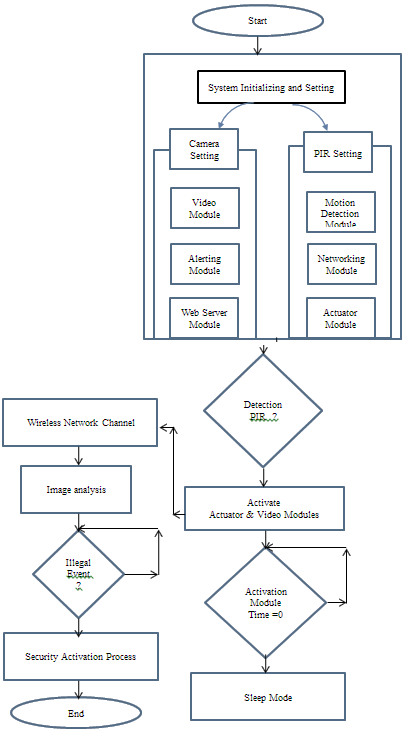 Start
System Initializing and Setting
Camera
Setting
PIR Setting
Video
Module
Motion
Detection
Module
Alerting
Module
Networking
Module
Web Server
Module
Actuator
Module
Detection
PIR ?
Wireless Network Channel
Image analysis
Activate
Actuator & Video Modules
Illegal
Event
?
Activation
Module
Time =0
Security Activation Process
Sleep Mode
End